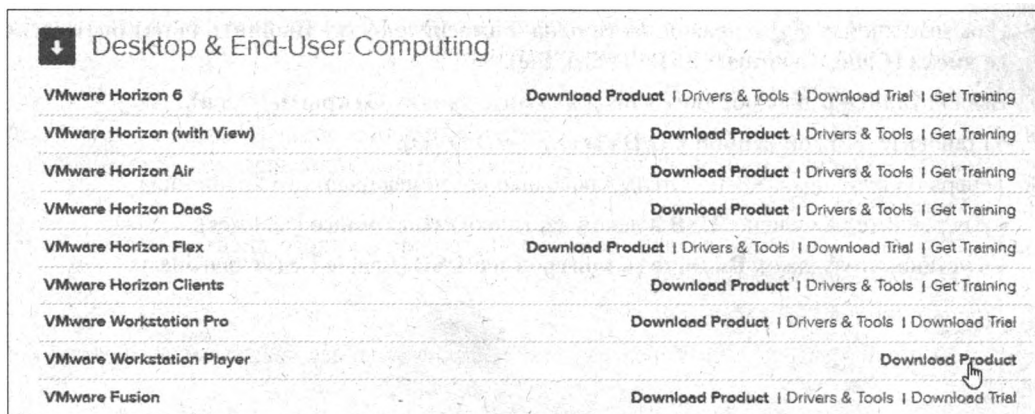 Desktop & End-User Computing
VMware Horizon 6 Download Product | Drivers & Tools | Download Trial | Get Training
VMware Horizon (with View) Download Product | Drivers & Tools | Get Training
VMware Horizon Air Download Product | Drivers & Tools | Get Training
VMware Horizon DaaS Download Product | Drivers & Tools | Get Training
VMware Horizon Flex Download Product | Drivers & Tools | Download Trial | Get Training
VMware Horizon Clients Download Product | Drivers & Tools | Get Training
VMware Workstation Pro Download Product | Drivers & Tools | Download Trial
VMware Workstation Player Download Product
VMware Fusion Download Product | Drivers & Tools | Download Trial